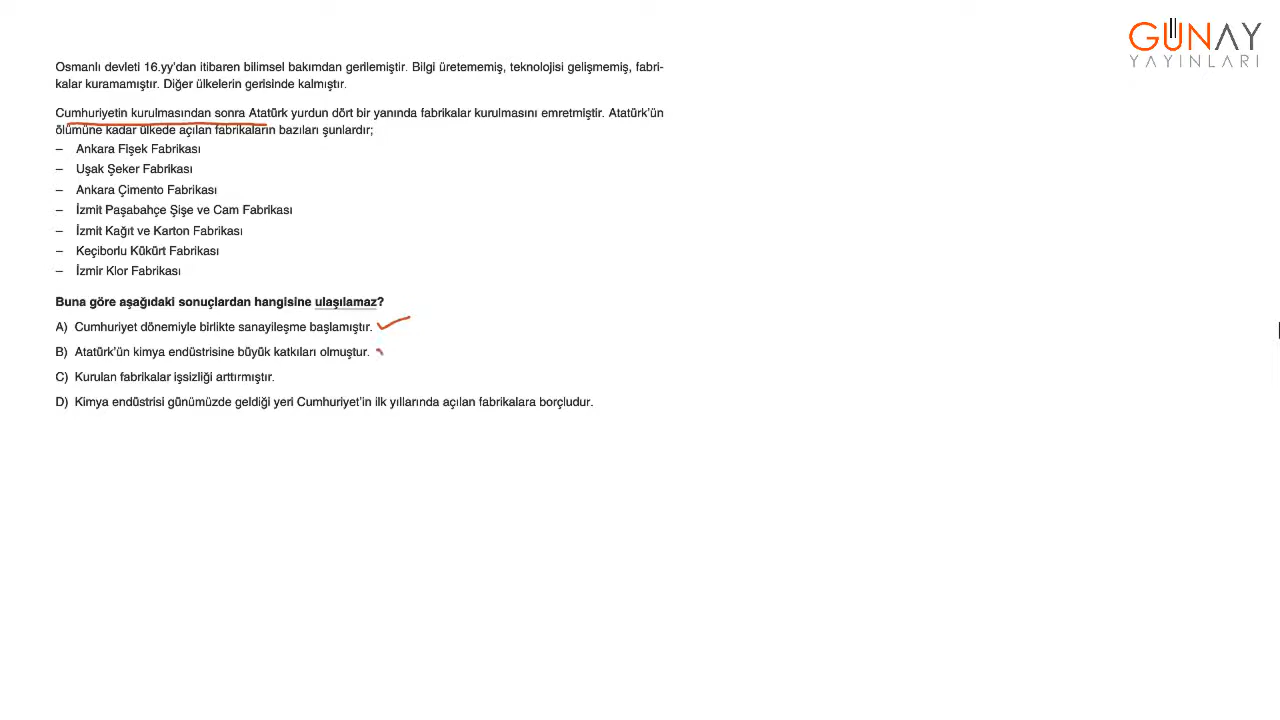 GÜNAY
YAYINLARI
Osmanlı devleti 16.yy'dan itibaren bilimsel bakımdan gerilemiştir. Bilgi üretememiş, teknolojisi gelişmemiş, fabri-
kalar kuramamıştır. Diğer ülkelerin gerisinde kalmıştır.
Cumhuriyetin kurulmasından sonra Atatürk yurdun dört bir yanında fabrikalar kurulmasını emretmiştir. Atatürk'ün
ölümüne kadar ülkede açılan fabrikaların bazıları şunlardır;
– Ankara Fişek Fabrikası
– Uşak Şeker Fabrikası
– Ankara Çimento Fabrikası
– İzmit Paşabahçe Şişe ve Cam Fabrikası
– İzmit Kağıt ve Karton Fabrikası
– Keçiborlu Kükürt Fabrikası
– İzmir Klor Fabrikası
Buna göre aşağıdaki sonuçlardan hangisine ulaşılamaz?
A) Cumhuriyet dönemiyle birlikte sanayileşme başlamıştır.
B) Atatürk'ün kimya endüstrisine büyük katkıları olmuştur.
C) Kurulan fabrikalar işsizliği arttırmıştır.
D) Kimya endüstrisi günümüzde geldiği yeri Cumhuriyet'in ilk yıllarında açılan fabrikalara borçludur.